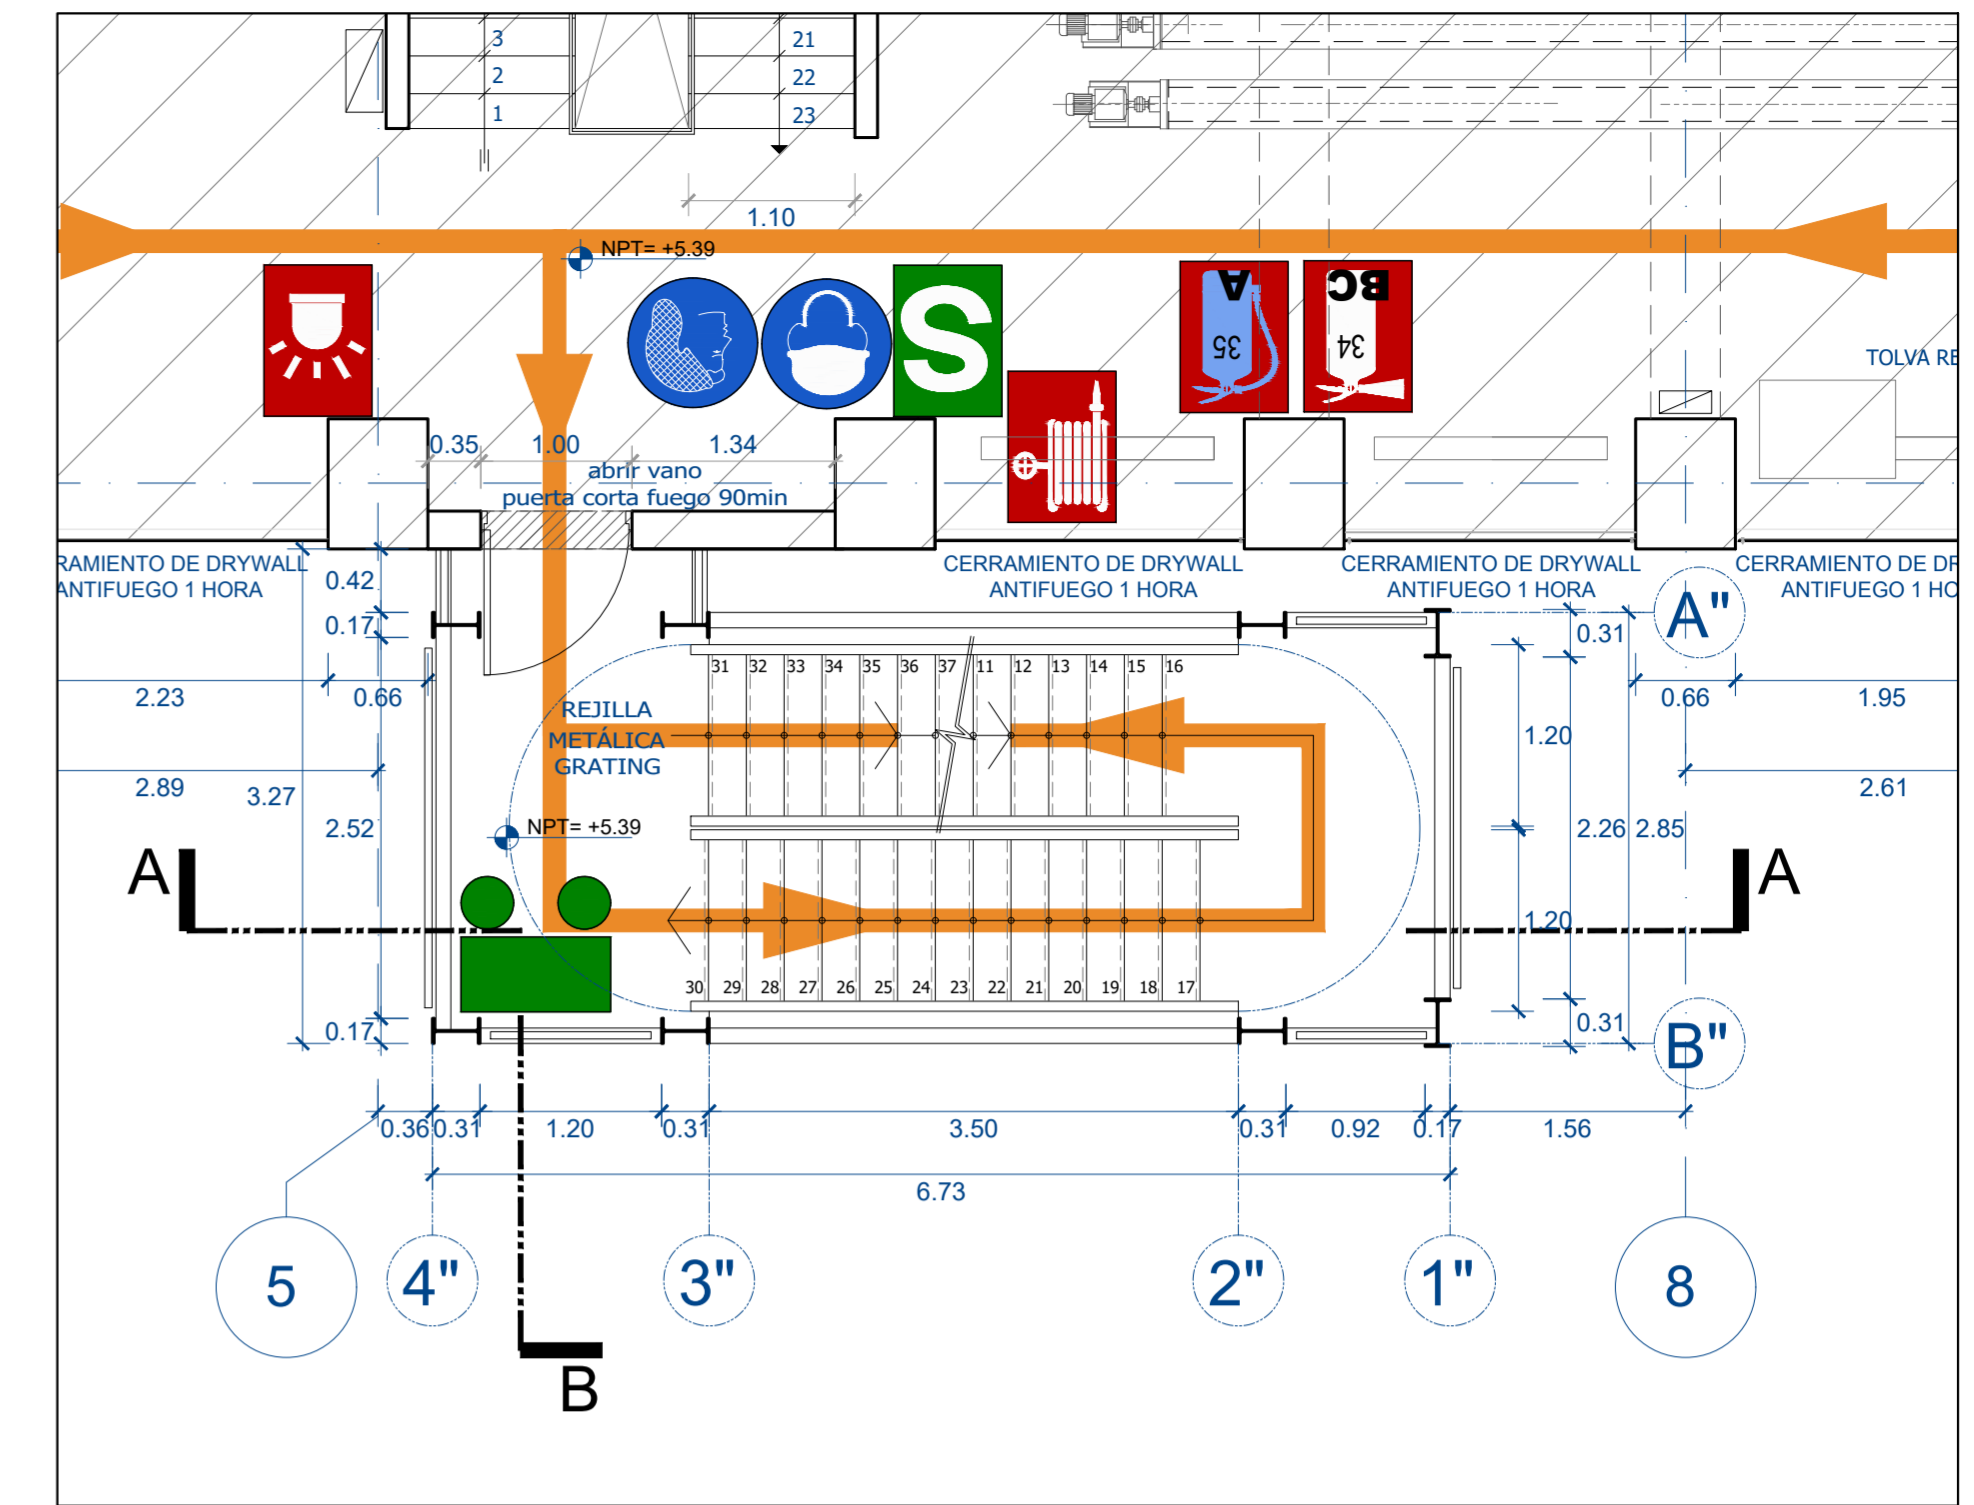 3
2
1
21
22
23
1.10
NPT= +5.39
S
A
35
BC
34
TOLVA RE
0.35
1.00
1.34
abrir vano
puerta corta fuego 90min
RAMIENTO DE DRYWALL
ANTIFUEGO 1 HORA
CERRAMIENTO DE DRYWALL
ANTIFUEGO 1 HORA
CERRAMIENTO DE DRYWALL
ANTIFUEGO 1 HORA
CERRAMIENTO DE DR
ANTIFUEGO 1 HO
0.42
0.17
A"
0.31
31 32 33 34 35 36 37 11 12 13 14 15 16
2.23
0.66
REJILLA
METÁLICA
GRATING
1.20
0.66
1.95
2.89
3.27
2.52
NPT= +5.39
2.26
2.85
2.61
A
A
1.20
30 29 28 27 26 25 24 23 22 21 20 19 18 17
0.17
0.31
B"
0.36
0.31
1.20
0.31
3.50
0.31
0.92
0.17
1.56
6.73
5
4"
3"
2"
1"
8
B